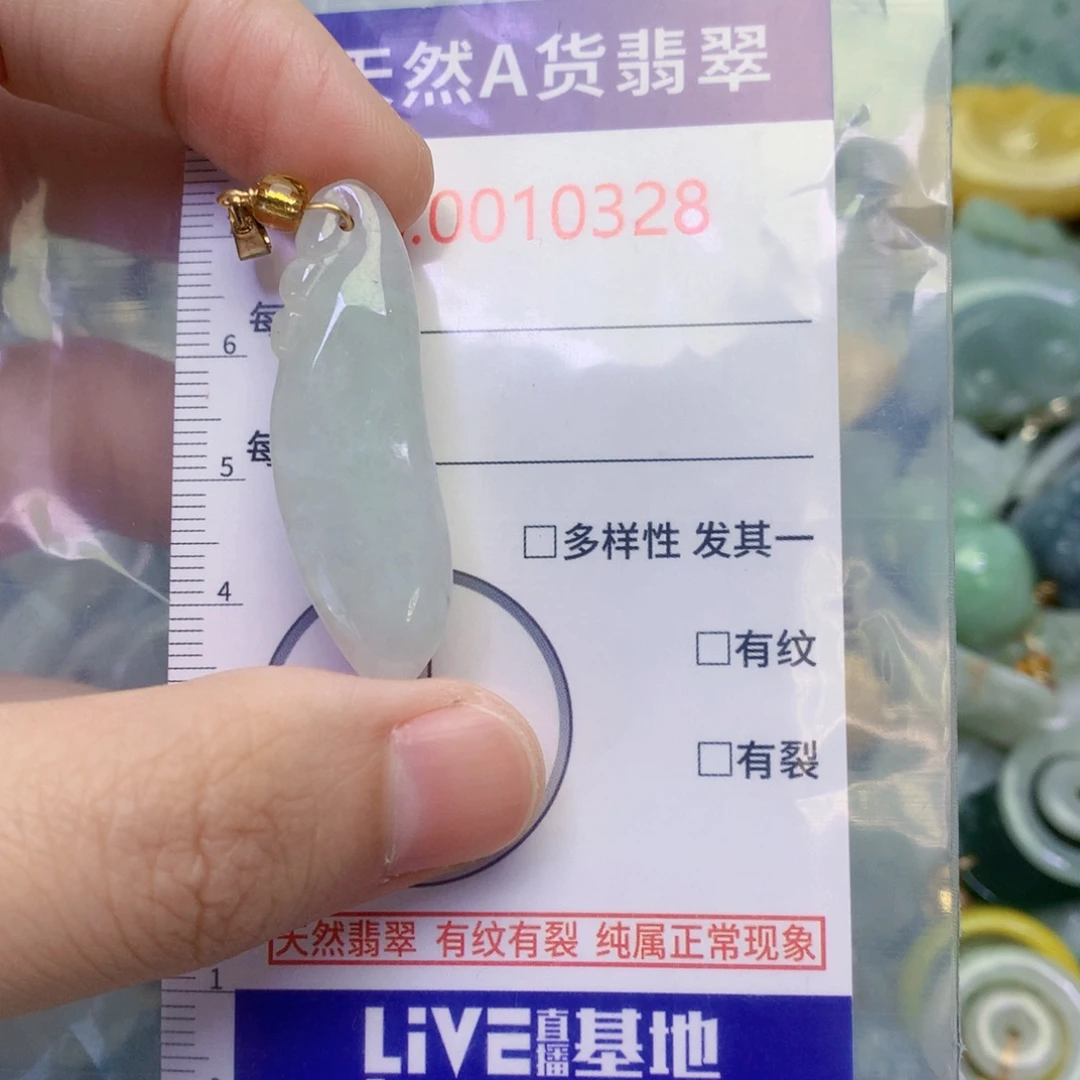 天然A货翡翠
.0010328
每
每
□多样性 发其一
□有纹
□有裂
天然翡翠 有纹有裂 纯属正常现象
LiVE直播基地
6
5
4
1